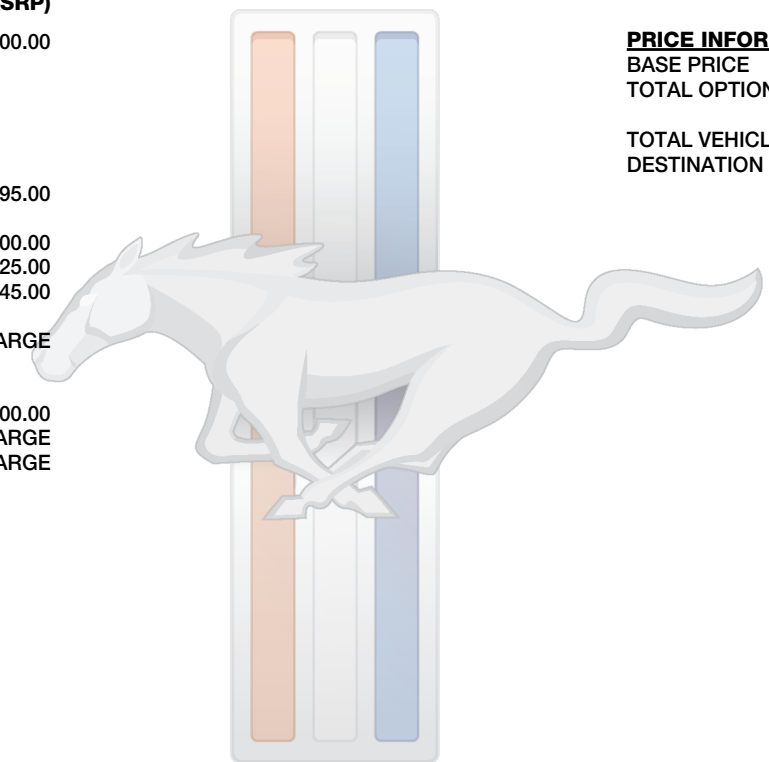 SRP)
00.00
95.00
00.00
25.00
45.00
ARGE
00.00
ARGE
ARGE
PRICE INFOR
BASE PRICE
TOTAL OPTION
TOTAL VEHICL
DESTINATION